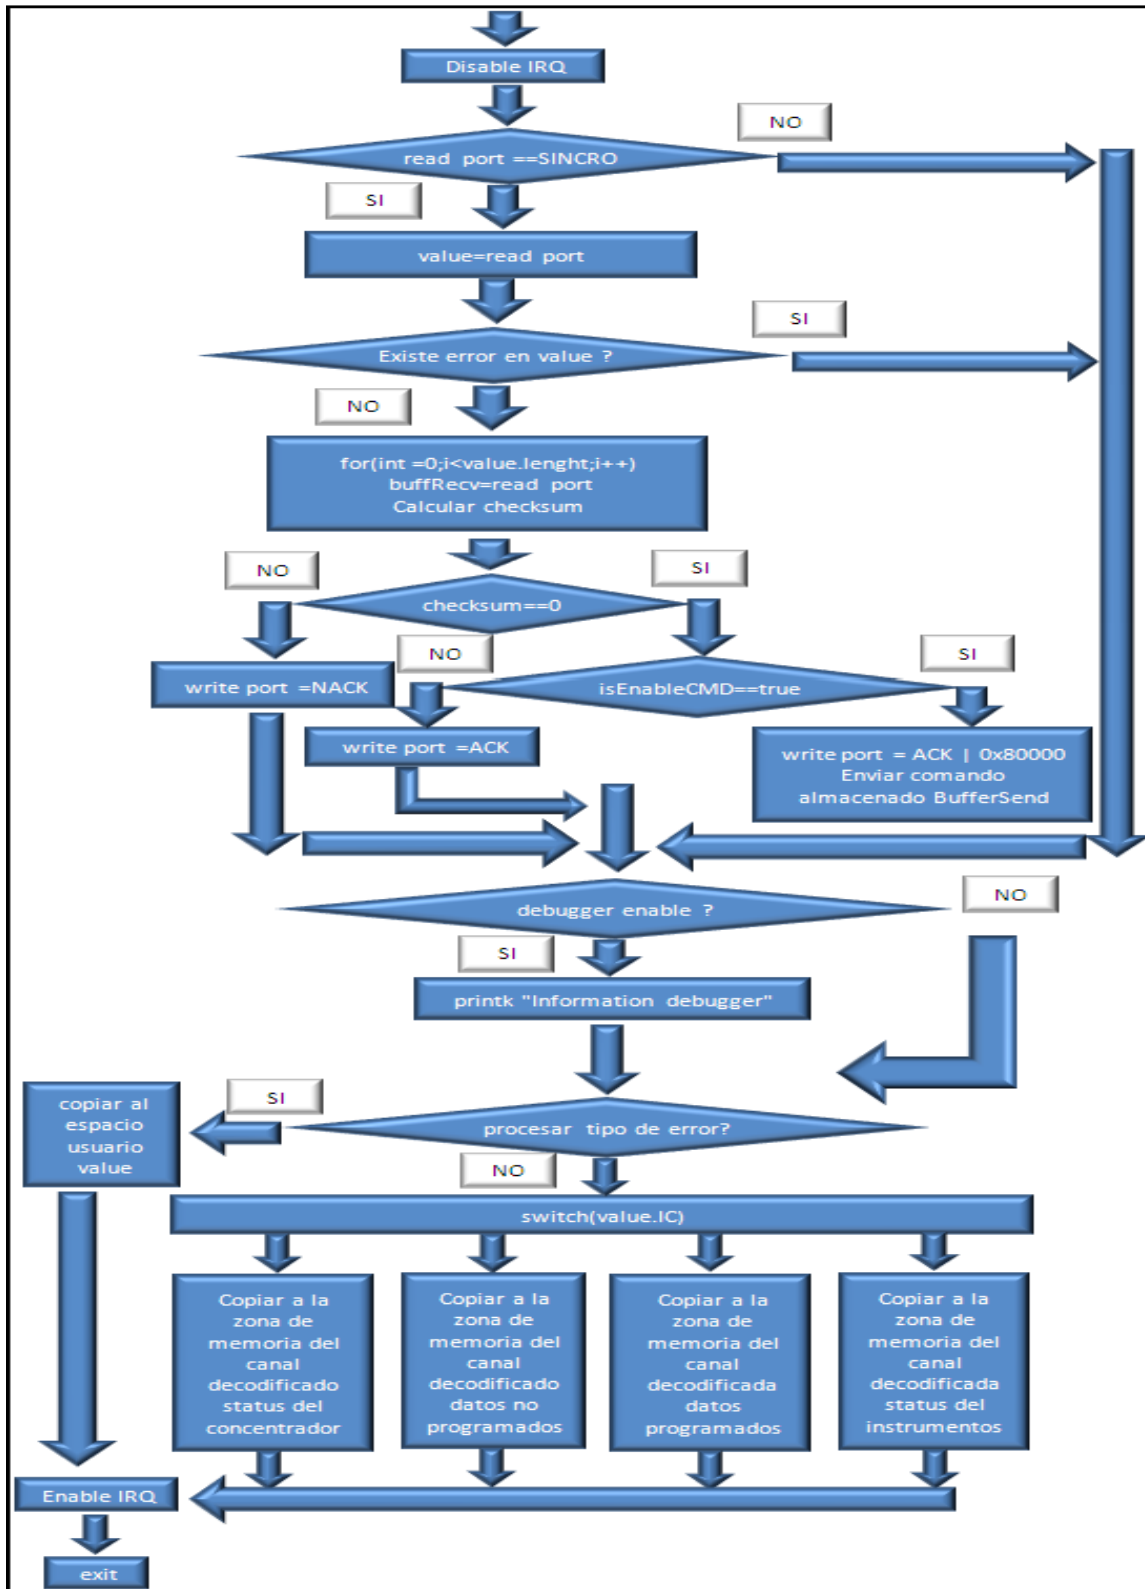 Disable IRQ
NO
read port ==SINCRO
SI
value=read port
SI
Existe error en value ?
NO
for(int =0;i<value.lenght;i++)
buffRecv=read port
Calcular checksum
NO
SI
checksum==0
NO
SI
write port =NACK
isEnableCMD==true
write port =ACK
write port = ACK | 0x80000
Enviar comando
almacenado BufferSend
NO
debugger enable ?
SI
printk "Information debugger"
SI
copiar al
espacio
usuario
value
procesar tipo de error?
NO
switch(value.IC)
Copiar a la
zona de
memoria del
canal
decodificado
status del
concentrador
Copiar a la
zona de
memoria del
canal
decodificado
datos no
programados
Copiar a la
zona de
memoria del
canal
decodificada
datos
programados
Copiar a la
zona de
memoria del
canal
decodificada
status del
instrumentos
Enable IRQ
exit